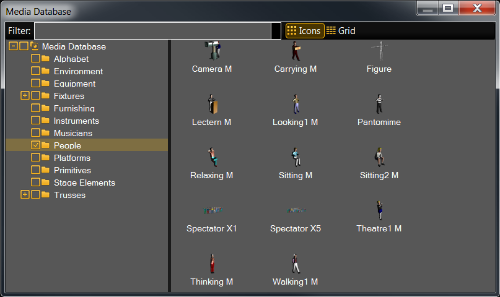 Media Database
Filter: Icons Grid
Media Database
Alphabet
Environment
Equipment
Fixtures
Furnishing
Instruments
Musicians
People
Platforms
Primitives
Stage Elements
Trusses
Camera M Carrying M Figure
Lectern M Looking1 M Pantomime
Relaxing M Sitting M Sitting2 M
Spectator X1 Spectator X5 Theatre1 M
Thinking M Walking1 M